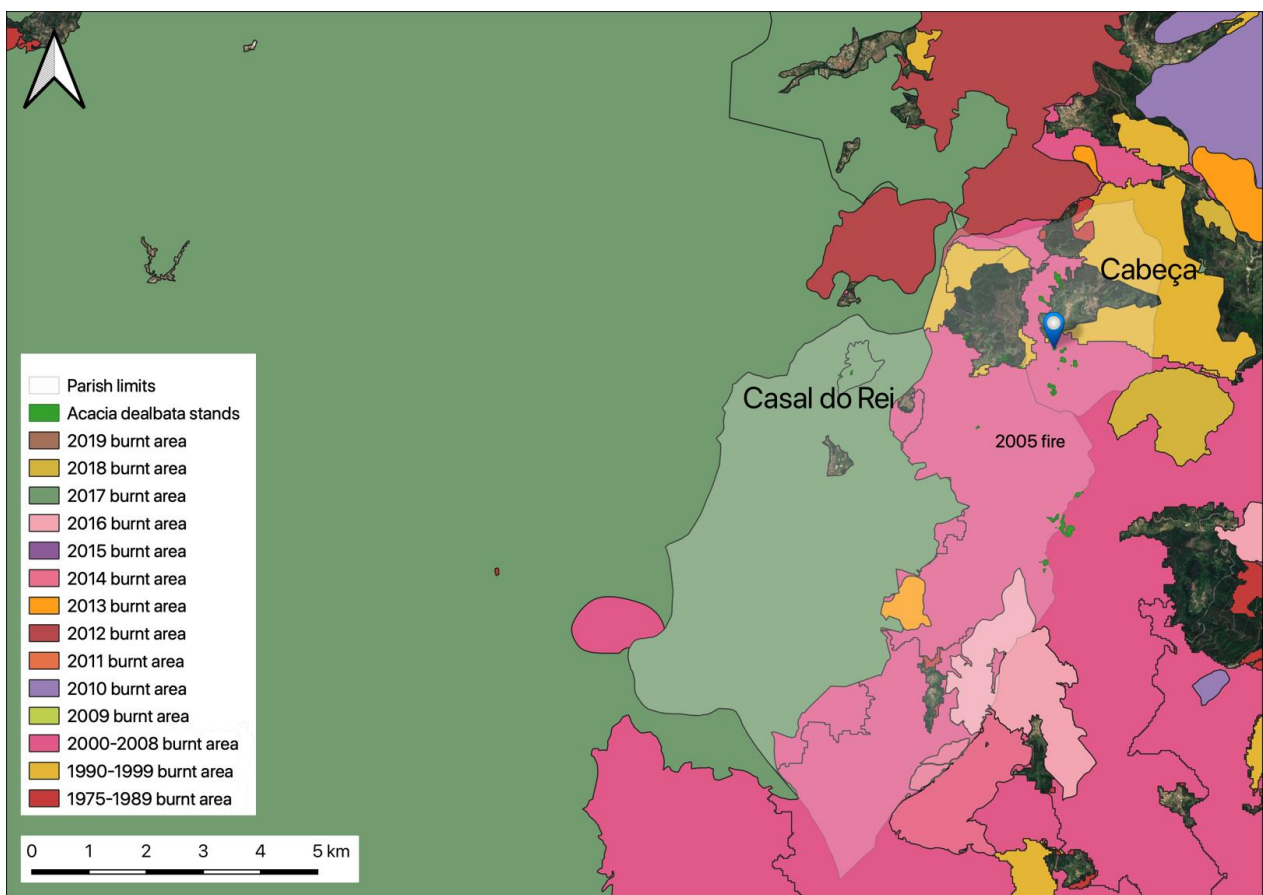 Cabeça
Casal do Rei
2005 fire
Parish limits
Acacia dealbata stands
2019 burnt area
2018 burnt area
2017 burnt area
2016 burnt area
2015 burnt area
2014 burnt area
2013 burnt area
2012 burnt area
2011 burnt area
2010 burnt area
2009 burnt area
2000-2008 burnt area
1990-1999 burnt area
1975-1989 burnt area
0 1 2 3 4 5 km